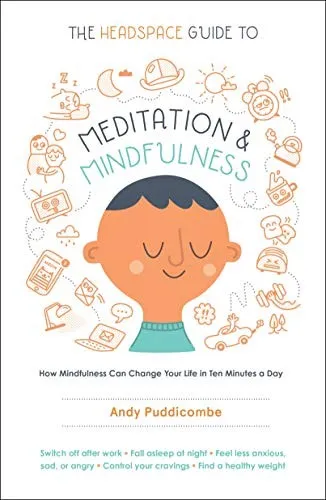 THE HEADSPACE GUIDE TO
MEDITATION &
MINDFULNESS
How Mindfulness Can Change Your Life in Ten Minutes a Day
Andy Puddicombe
Switch off after work • Fall asleep at night • Feel less anxious,
sad, or angry • Control your cravings • Find a healthy weight